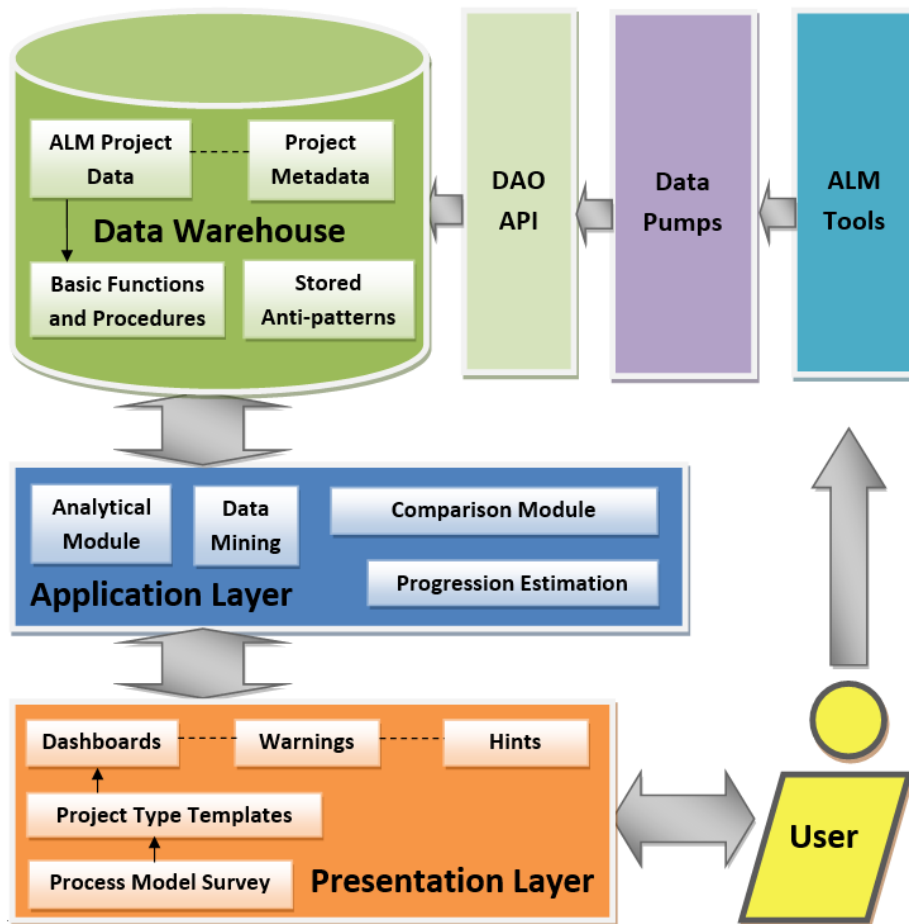 ALM Project
Data
Project
Metadata
Data Warehouse
Basic Functions
and Procedures
Stored
Anti-patterns
DAO
API
Data
Pumps
ALM
Tools
Analytical
Module
Data
Mining
Comparison Module
Progression Estimation
Application Layer
Dashboards
Warnings
Hints
Project Type Templates
Process Model Survey
Presentation Layer
User